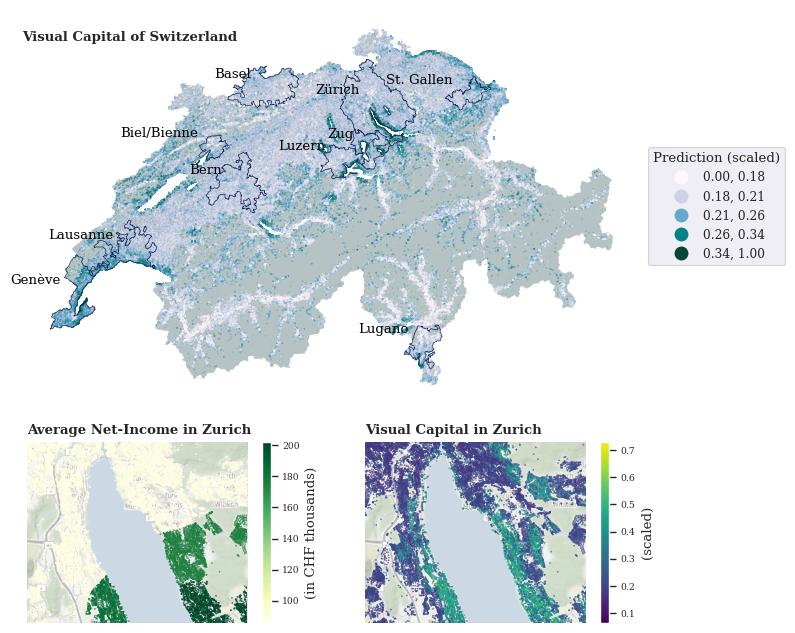 Visual Capital of Switzerland
Basel
St. Gallen
Zürich
Biel/Bienne
Zug
Luzern
Bern
Lausanne
Genève
Lugano
Prediction (scaled)
0.00, 0.18
0.18, 0.21
0.21, 0.26
0.26, 0.34
0.34, 1.00
Average Net-Income in Zurich
200
180
160
140
120
100
(in CHF thousands)
Visual Capital in Zurich
0.7
0.6
0.5
0.4
0.3
0.2
0.1
(scaled)